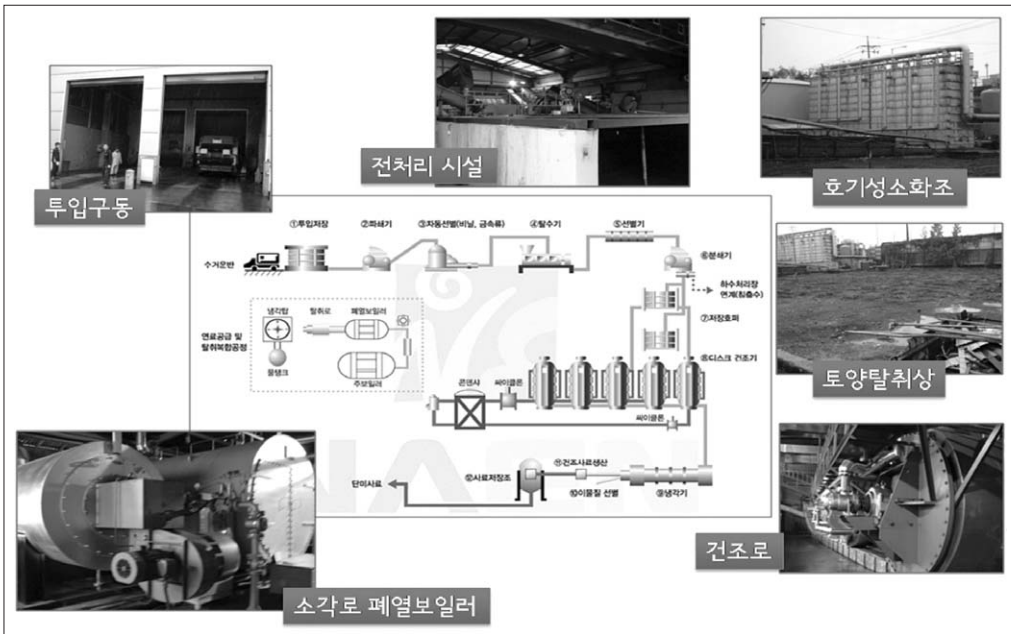 투입구동
전처리 시설
호기성소화조
①투입저장
②파쇄기
③자동선별(비닐, 금속류)
④탈수기
⑤선별기
⑥분쇄기
수거운반
하수처리장
연계(침출수)
⑦저장호퍼
⑧디스크 건조기
연료공급 및
탈취복합공정
냉각탑
탈취로
폐열보일러
물탱크
주보일러
콘덴샤
싸이클론
싸이클론
토양탈취상
단미사료
⑫사료저장조
⑪건조사료생산
⑩이물질 선별
⑨냉각기
건조로
소각로 폐열보일러